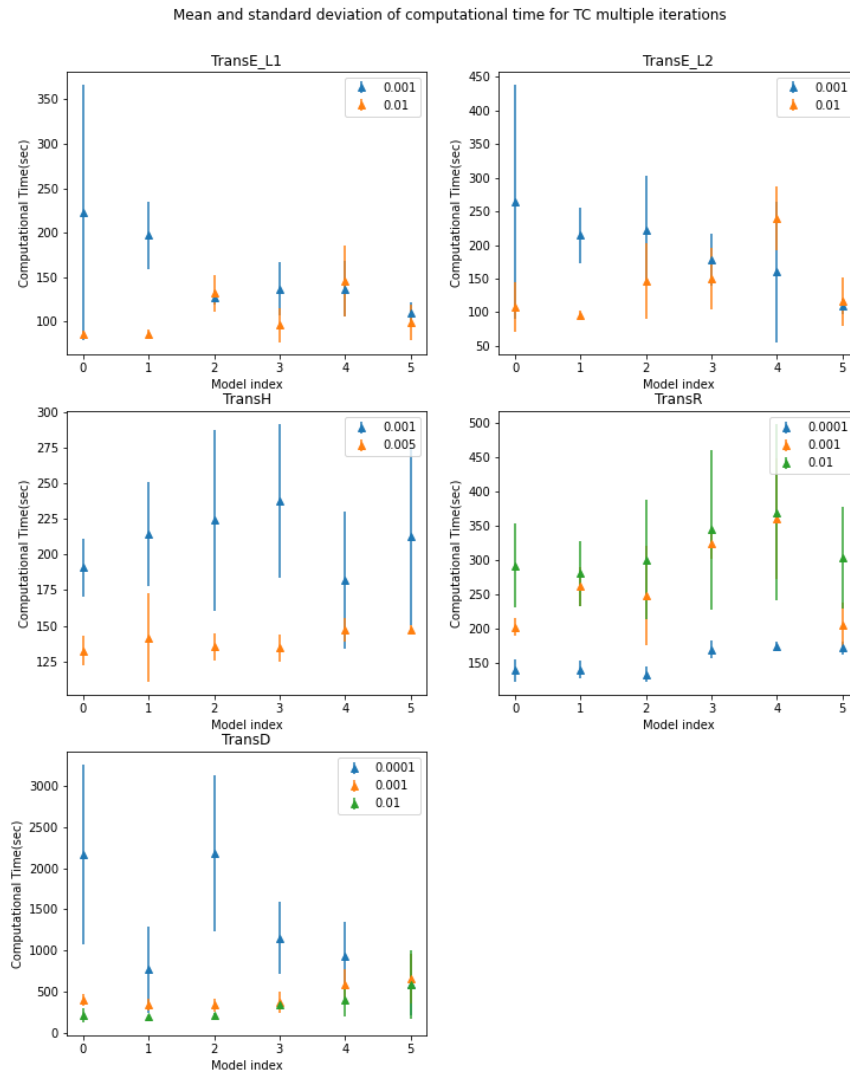 Mean and standard deviation of computational time for TC multiple iterations
TransE_L1
0.001
0.01
350
300
250
200
150
100
Computational Time(sec)
0 1 2 3 4 5
Model index
TransE_L2
0.001
0.01
450
400
350
300
250
200
150
100
50
Computational Time(sec)
0 1 2 3 4 5
Model index
TransH
0.001
0.005
300
275
250
225
200
175
150
125
Computational Time(sec)
0 1 2 3 4 5
Model index
TransR
0.0001
0.001
0.01
500
450
400
350
300
250
200
150
Computational Time(sec)
0 1 2 3 4 5
Model index
TransD
0.0001
0.001
0.01
3000
2500
2000
1500
1000
500
0
Computational Time(sec)
0 1 2 3 4 5
Model index